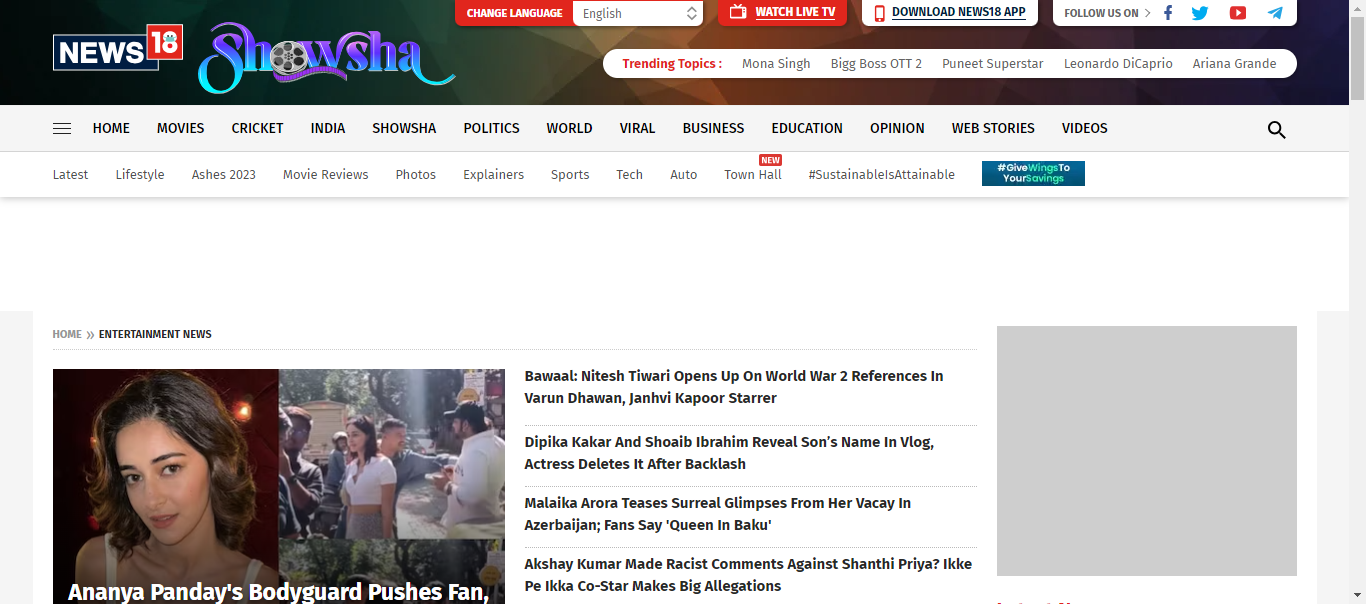 CHANGE LANGUAGE English WATCH LIVE TV DOWNLOAD NEWS18 APP FOLLOW US ON
NEWS 18 Showsha
Trending Topics : Mona Singh Bigg Boss OTT 2 Puneet Superstar Leonardo DiCaprio Ariana Grande
HOME MOVIES CRICKET INDIA SHOWSHA POLITICS WORLD VIRAL BUSINESS EDUCATION OPINION WEB STORIES VIDEOS
NEW
Latest Lifestyle Ashes 2023 Movie Reviews Photos Explainers Sports Tech Auto Town Hall #SustainableIsAttainable
#GiveWingsTo
YourSavings
HOME » ENTERTAINMENT NEWS
Bawaal: Nitesh Tiwari Opens Up On World War 2 References In
Varun Dhawan, Janhvi Kapoor Starrer
Dipika Kakar And Shoaib Ibrahim Reveal Son’s Name In Vlog,
Actress Deletes It After Backlash
Malaika Arora Teases Surreal Glimpses From Her Vacay In
Azerbaijan; Fans Say 'Queen In Baku'
Akshay Kumar Made Racist Comments Against Shanthi Priya? Ikke
Pe Ikka Co-Star Makes Big Allegations
Ananya Panday's Bodyguard Pushes Fan,